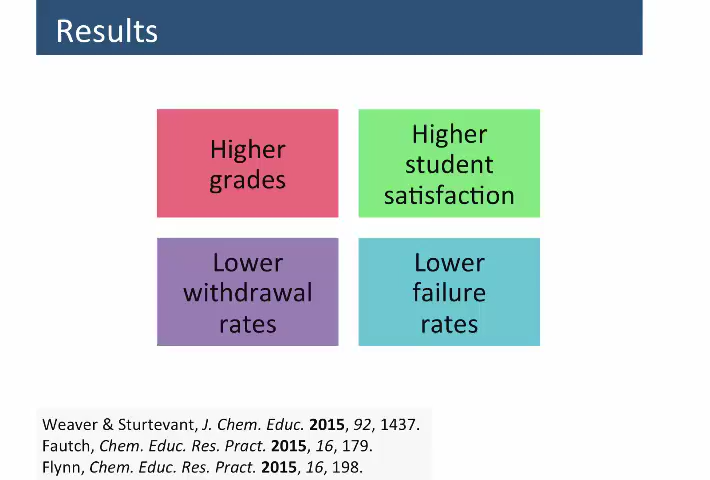 Results
Higher
grades
Higher
student
satisfaction
Lower
withdrawal
rates
Lower
failure
rates
Weaver & Sturtevant, J. Chem. Educ. 2015, 92, 1437.
Fautch, Chem. Educ. Res. Pract. 2015, 16, 179.
Flynn, Chem. Educ. Res. Pract. 2015, 16, 198.